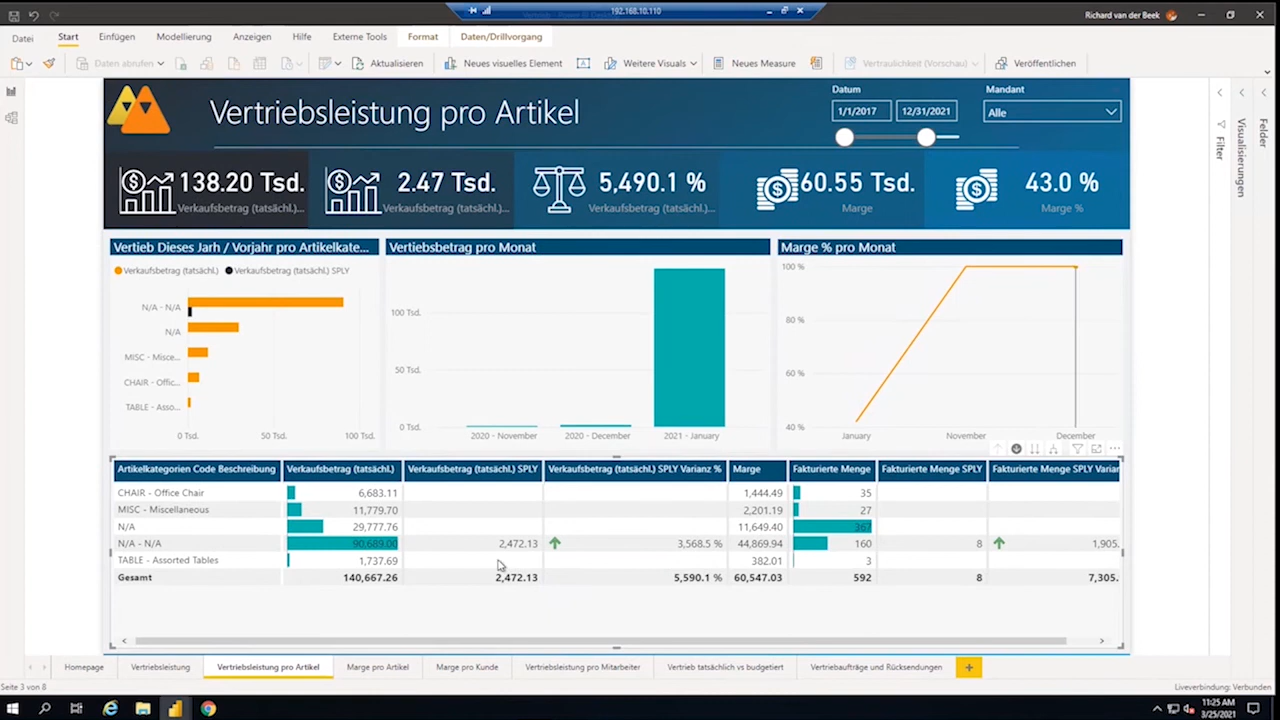 192.168.10.110
Richard van der Beek
Datei Start Einfügen Modellierung Anzeigen Hilfe Externe Tools Format Daten/Drillvorgang
Daten abrufen Aktualisieren Neues visuelles Element Weitere Visuals Neues Measure Vertraulichkeit (Vorschau) Veröffentlichen
Vertriebsleistung pro Artikel
Datum
1/1/2017 12/31/2021
Mandant
Alle
Filter
Visualisierungen
Felder
138.20 Tsd.
Verkaufsbetrag (tatsächl.)...
2.47 Tsd.
Verkaufsbetrag (tatsächl.)...
5,490.1 %
Verkaufsbetrag (tatsächl.)...
60.55 Tsd.
Marge
43.0 %
Marge %
Vertieb Dieses Jarh / Vorjahr pro Artikelkate...
Verkaufsbetrag (tatsächl.) Verkaufsbetrag (tatsächl.) SPLY
N/A - N/A
N/A
MISC - Misce...
CHAIR - Offic...
TABLE - Asso...
0 Tsd. 50 Tsd. 100 Tsd.
Vertiebsbetrag pro Monat
100 Tsd.
50 Tsd.
0 Tsd.
2020 - November 2020 - December 2021 - January
Marge % pro Monat
100 %
80 %
60 %
40 %
January November December
Artikelkategorien Code Beschreibung Verkaufsbetrag (tatsächl.) Verkaufsbetrag (tatsächl.) SPLY Verkaufsbetrag (tatsächl.) SPLY Varianz % Marge Fakturierte Menge Fakturierte Menge SPLY Fakturierte Menge SPLY Varian
CHAIR - Office Chair 6,683.11 1,444.49 35
MISC - Miscellaneous 11,779.70 2,201.19 27
N/A 29,777.76 11,649.40 367
N/A - N/A 90,689.00 2,472.13 3,568.5 % 44,869.94 160 8 1,905.
TABLE - Assorted Tables 1,737.69 382.01 3
Gesamt 140,667.26 2,472.13 5,590.1 % 60,547.03 592 8 7,305.
Homepage Vertriebsleistung Vertriebsleistung pro Artikel Marge pro Artikel Marge pro Kunde Vertriebsleistung pro Mitarbeiter Vertrieb tatsächlich vs budgetiert Vertriebaufträge und Rücksendungen
Seite 3 von 8
Liveverbindung: Verbunden
11:25 AM
3/25/2021